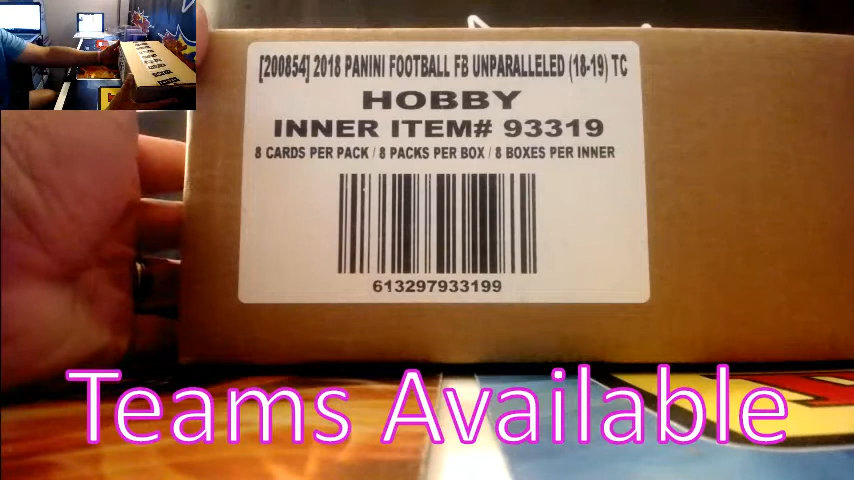 [200854] 2018 PANINI FOOTBALL FB UNPARALLELED (18-19) TC
HOBBY
INNER ITEM# 93319
8 CARDS PER PACK / 8 PACKS PER BOX / 8 BOXES PER INNER
613297933199
Teams Available